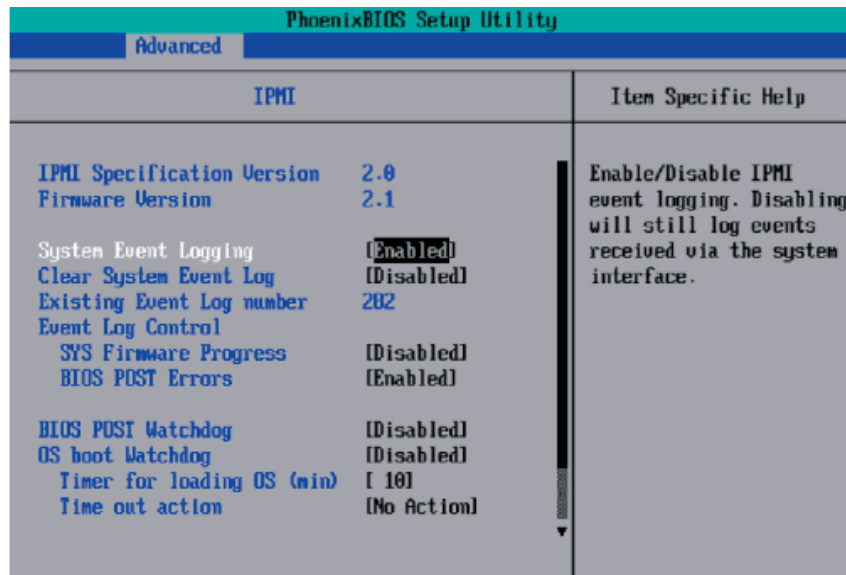 PhoenixBIOS Setup Utility
Advanced
IPMI
Item Specific Help
IPMI Specification Version 2.0
Firmware Version 2.1
System Event Logging [Enabled]
Clear System Event Log [Disabled]
Existing Event Log number 202
Event Log Control
SYS Firmware Progress [Disabled]
BIOS POST Errors [Enabled]
BIOS POST Watchdog [Disabled]
OS boot Watchdog [Disabled]
Timer for loading OS (min) [ 10]
Time out action [No Action]
Enable/Disable IPMI
event logging. Disabling
will still log events
received via the system
interface.